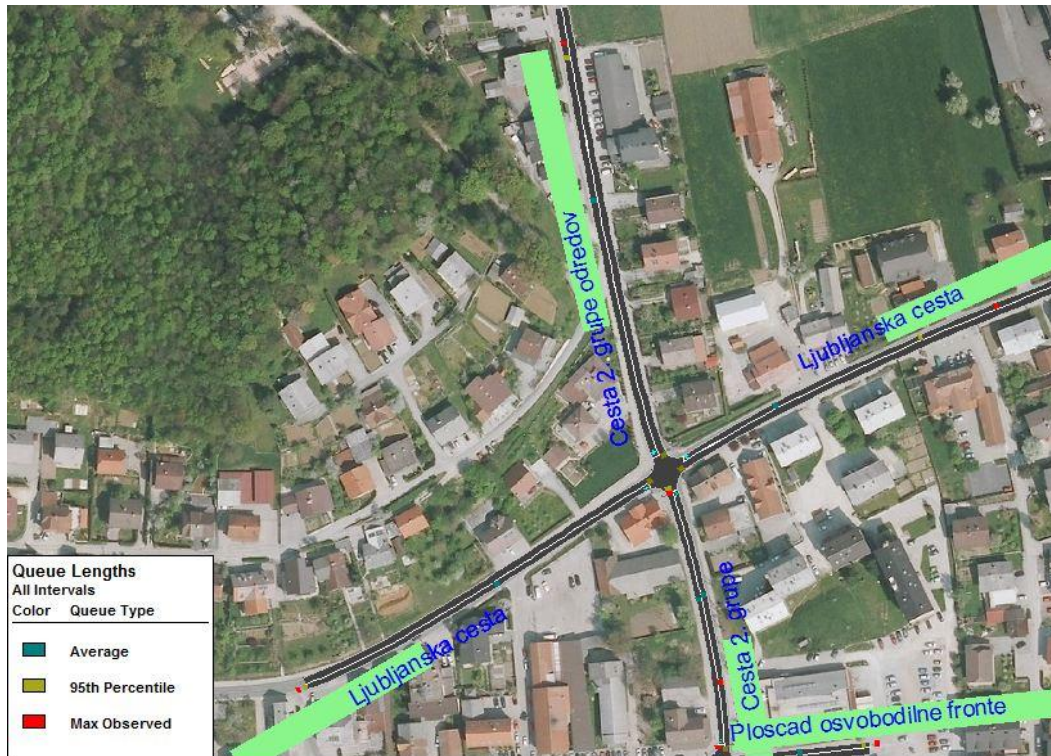 Cesta 2. grupe odredov
Ljubljanska cesta
Ljubljanska cesta
Cesta 2. grupe
Ploscad osvobodilne fronte
Queue Lengths
All Intervals
Color Queue Type
Average
95th Percentile
Max Observed